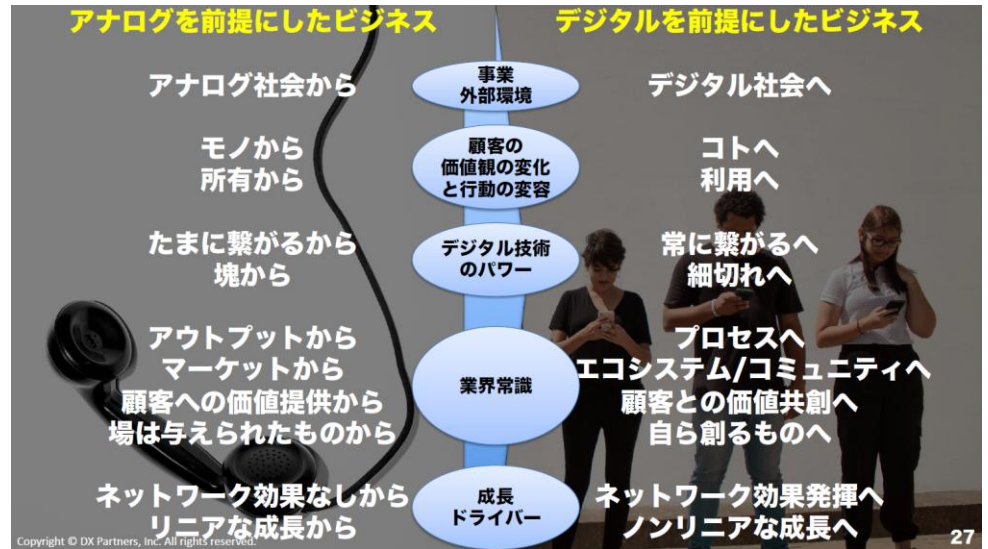 アナログを前提にしたビジネス
デジタルを前提にしたビジネス
アナログ社会から
事業
外部環境
デジタル社会へ
モノから
所有から
顧客の
価値観の変化
と行動の変容
コトへ
利用へ
たまに繋がるから
塊から
デジタル技術
のパワー
常に繋がるへ
細切れへ
アウトプットから
マーケットから
顧客への価値提供から
場は与えられたものから
業界常識
プロセスへ
エコシステム/コミュニティへ
顧客との価値共創へ
自ら創るものへ
ネットワーク効果なしから
リニアな成長から
成長
ドライバー
ネットワーク効果発揮へ
ノンリニアな成長へ
Copyright © DX Partners, Inc. All rights reserved.
27